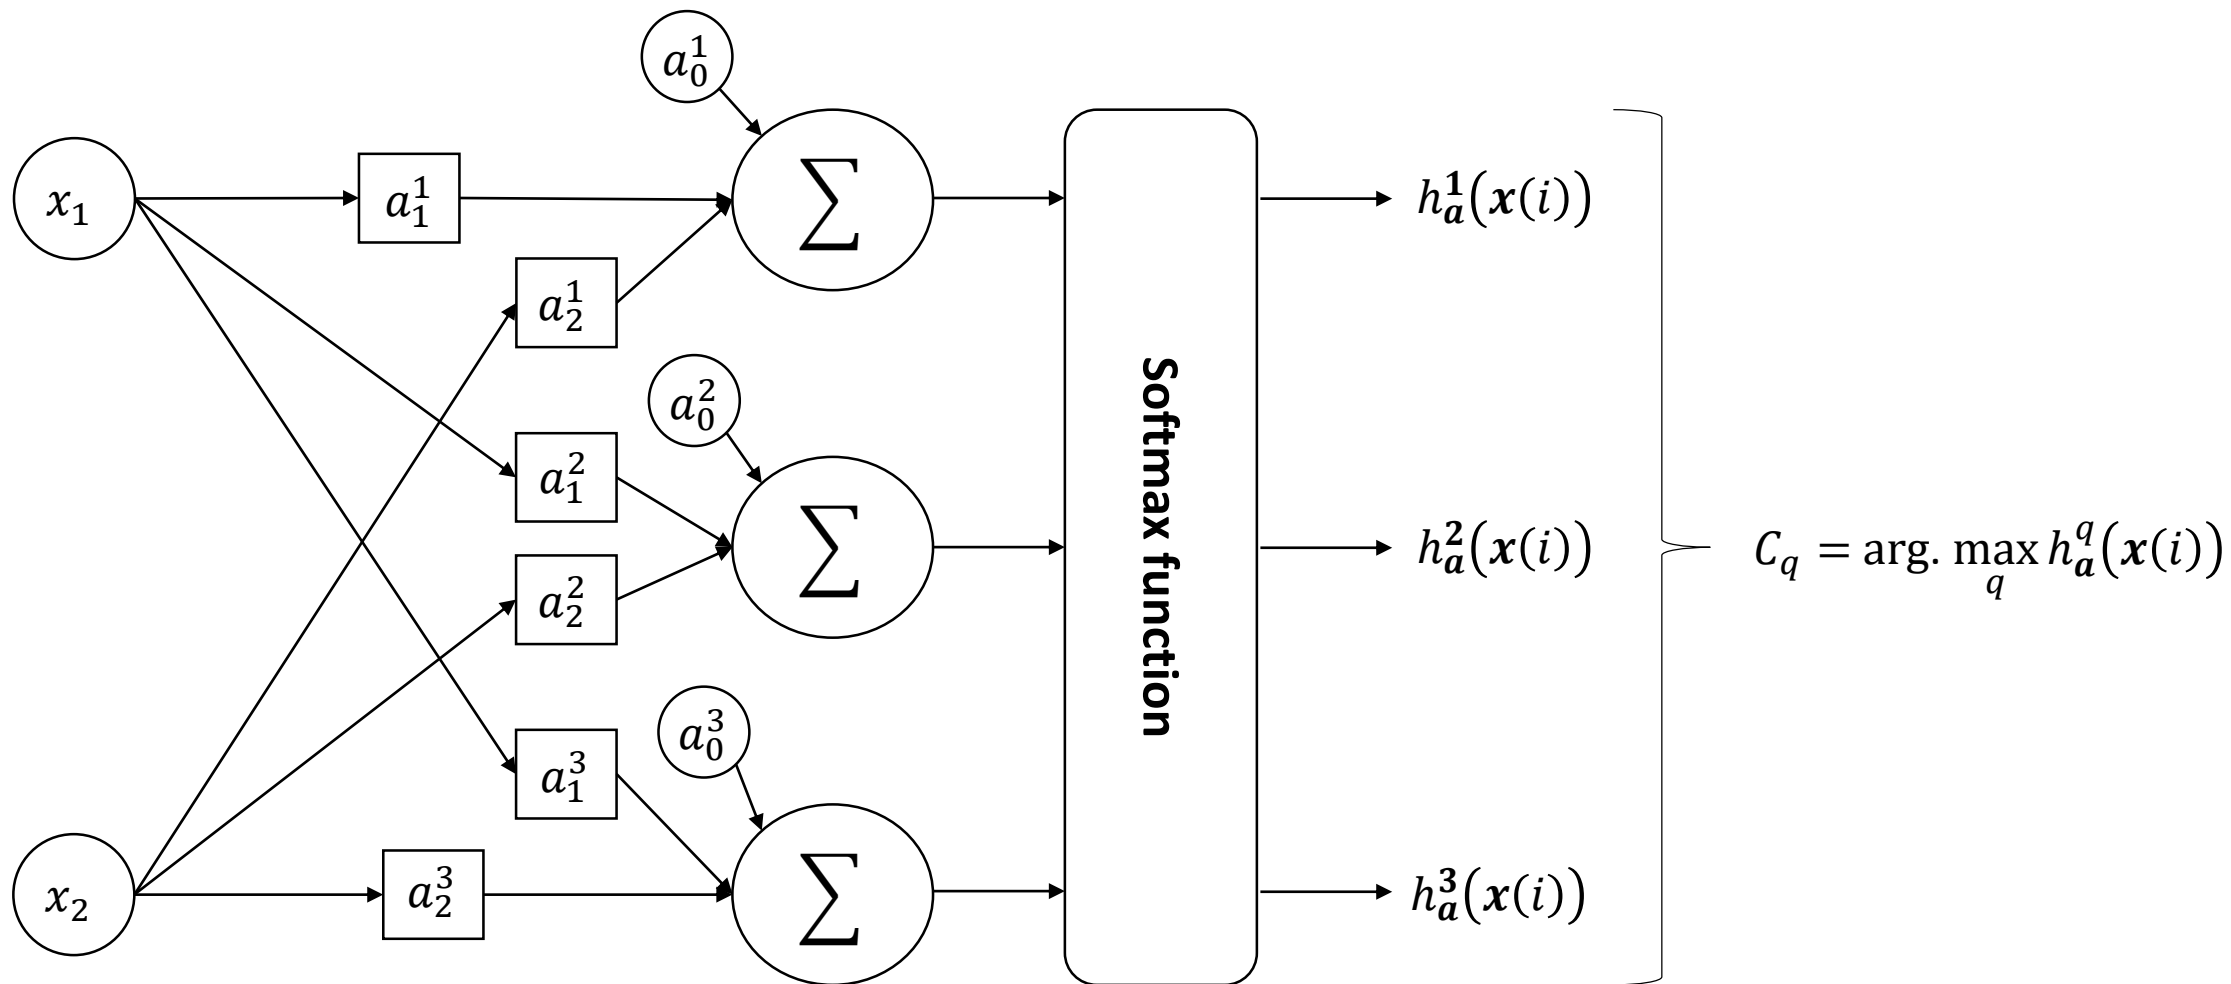 a_0^1
x_1
a_1^1
∑
h_a^1(x(i))
a_2^1
a_0^2
a_1^2
∑
a_2^2
Softmax function
h_a^2(x(i))
C_q = arg. max_q h_a^q(x(i))
a_0^3
a_1^3
x_2
a_2^3
∑
h_a^3(x(i))